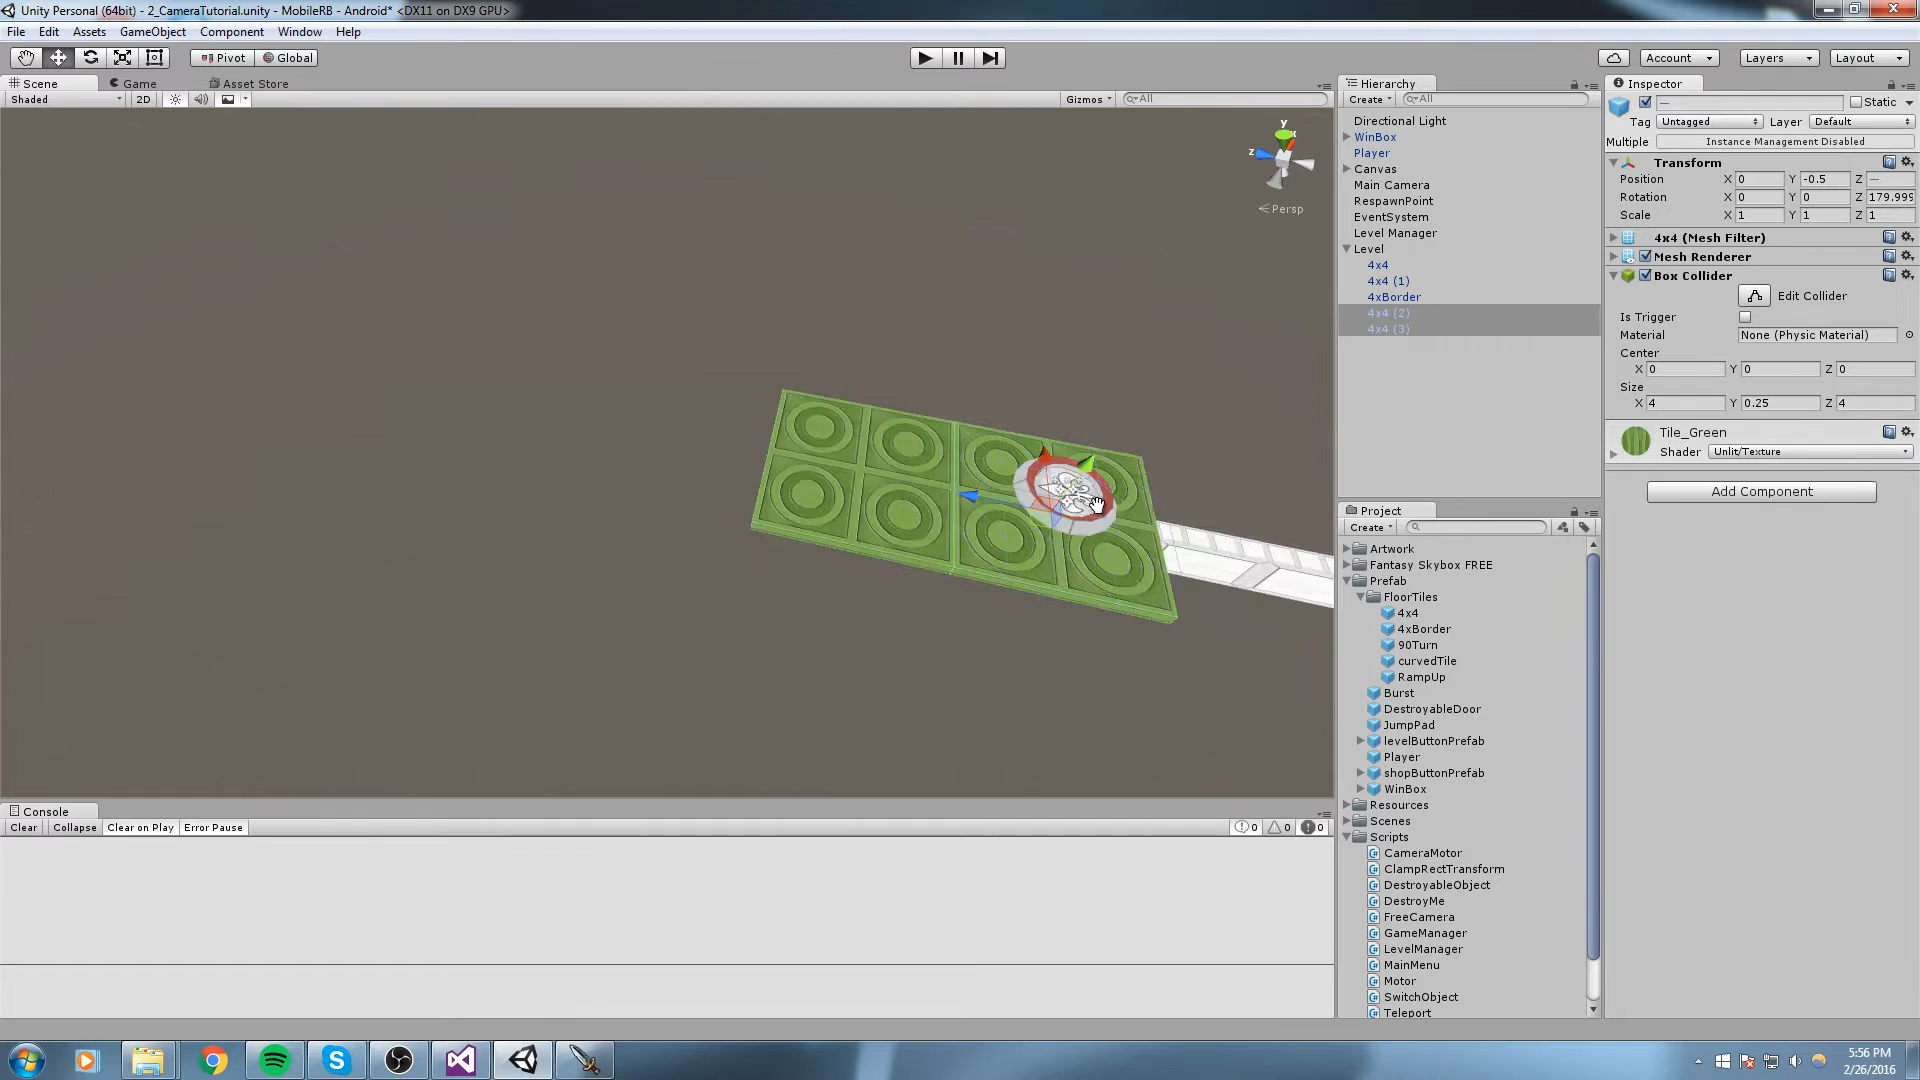 Unity Personal (64bit) - 2_CameraTutorial.unity - MobileRB - Android* <DX11 on DX9 GPU>
File Edit Assets GameObject Component Window Help
Pivot Global Account Layers Layout
Scene Game Asset Store
Shaded 2D Gizmos All
y
x
z
Persp
Console
Clear Collapse Clear on Play Error Pause 0 0 0
Hierarchy
Create All
Directional Light
WinBox
Player
Canvas
Main Camera
RespawnPoint
EventSystem
Level Manager
Level
4x4
4x4 (1)
4xBorder
4x4 (2)
4x4 (3)
Project
Create
Artwork
Fantasy Skybox FREE
Prefab
FloorTiles
4x4
4xBorder
90Turn
curvedTile
RampUp
Burst
DestroyableDoor
JumpPad
levelButtonPrefab
Player
shopButtonPrefab
WinBox
Resources
Scenes
Scripts
CameraMotor
ClampRectTransform
DestroyableObject
DestroyMe
FreeCamera
GameManager
LevelManager
MainMenu
Motor
SwitchObject
Teleport
Inspector
— Static
Tag Untagged Layer Default
Multiple Instance Management Disabled
Transform
Position X 0 Y -0.5 Z —
Rotation X 0 Y 0 Z 179.999
Scale X 1 Y 1 Z 1
4x4 (Mesh Filter)
Mesh Renderer
Box Collider
Edit Collider
Is Trigger
Material None (Physic Material)
Center
X 0 Y 0 Z 0
Size
X 4 Y 0.25 Z 4
Tile_Green
Shader Unlit/Texture
Add Component
5:56 PM
2/26/2016